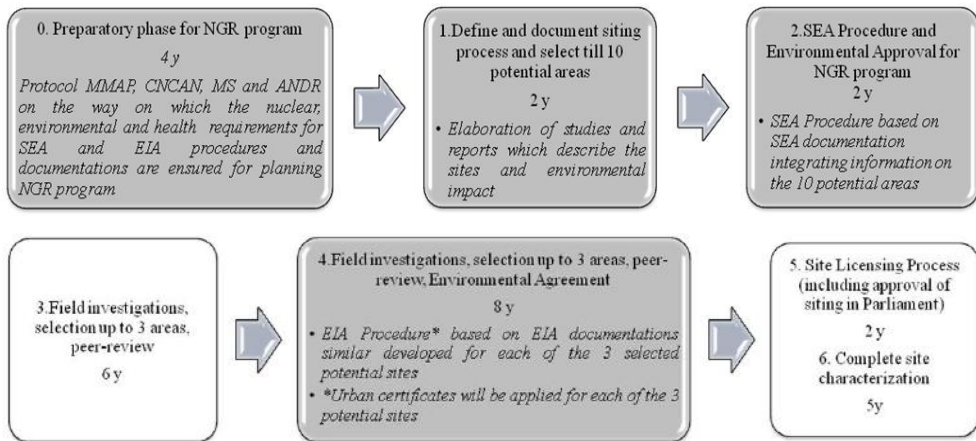 0. Preparatory phase for NGR program
4 y
Protocol MMAP, CNCAN, MS and ANDR
on the way on which the nuclear,
environmental and health requirements for
SEA and EIA procedures and
documentations are ensured for planning
NGR program
1.Define and document siting
process and select till 10
potential areas
2 y
• Elaboration of studies and
reports which describe the
sites and environmental
impact
2.SEA Procedure and
Environmental Approval for
NGR program
2 y
• SEA Procedure based on
SEA documentation
integrating information on
the 10 potential areas
3.Field investigations,
selection up to 3 areas,
peer-review
6 y
4.Field investigations, selection up to 3 areas, peer-
review, Environmental Agreement
8 y
• EIA Procedure* based on EIA documentations
similar developed for each of the 3 selected
potential sites
• *Urban certificates will be applied for each of the 3
potential sites
5. Site Licensing Process
(including approval of
siting in Parliament)
2 y
6. Complete site
characterization
5y